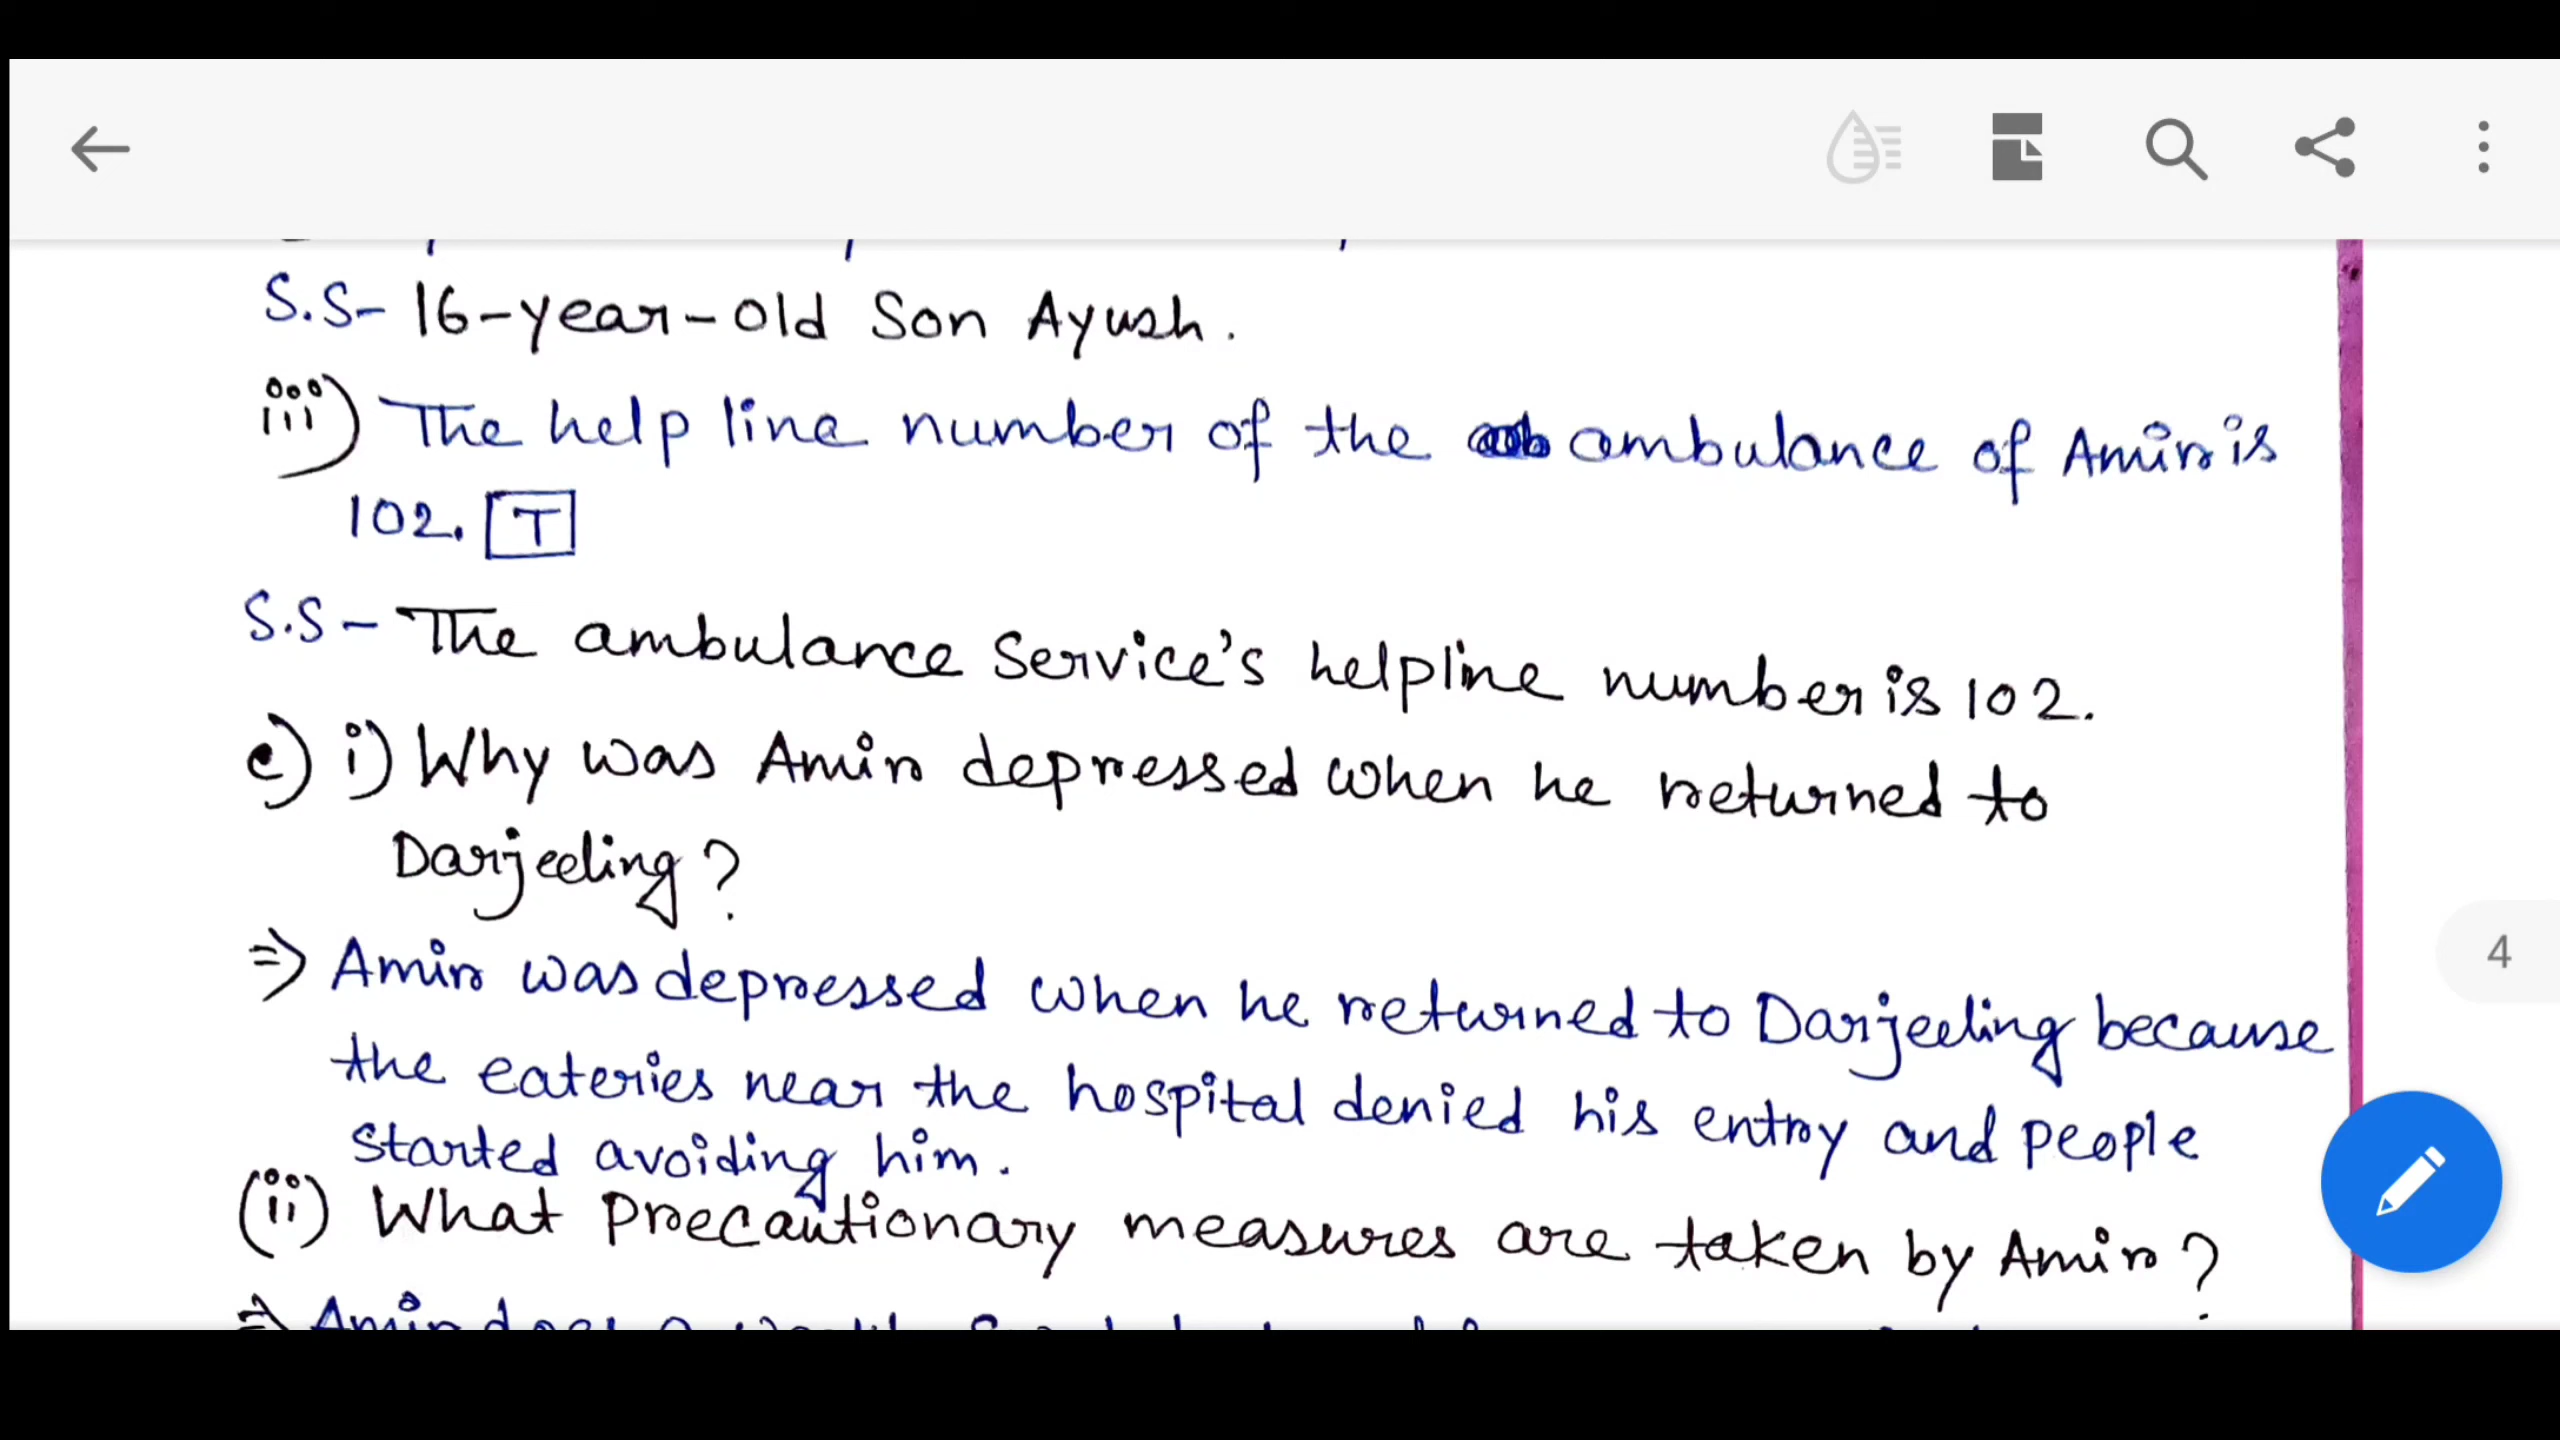 S.S- 16-year-old Son Ayush.
iii) The help line number of the ambulance of Amir is
102. T
S.S- The ambulance Service's helpline number is 102.
e) i) Why was Amir depressed when he returned to
Darjeeling?
⇒ Amir was depressed when he returned to Darjeeling because
the eateries near the hospital denied his entry and people
started avoiding him.
(ii) What Precautionary measures are taken by Amir?
4